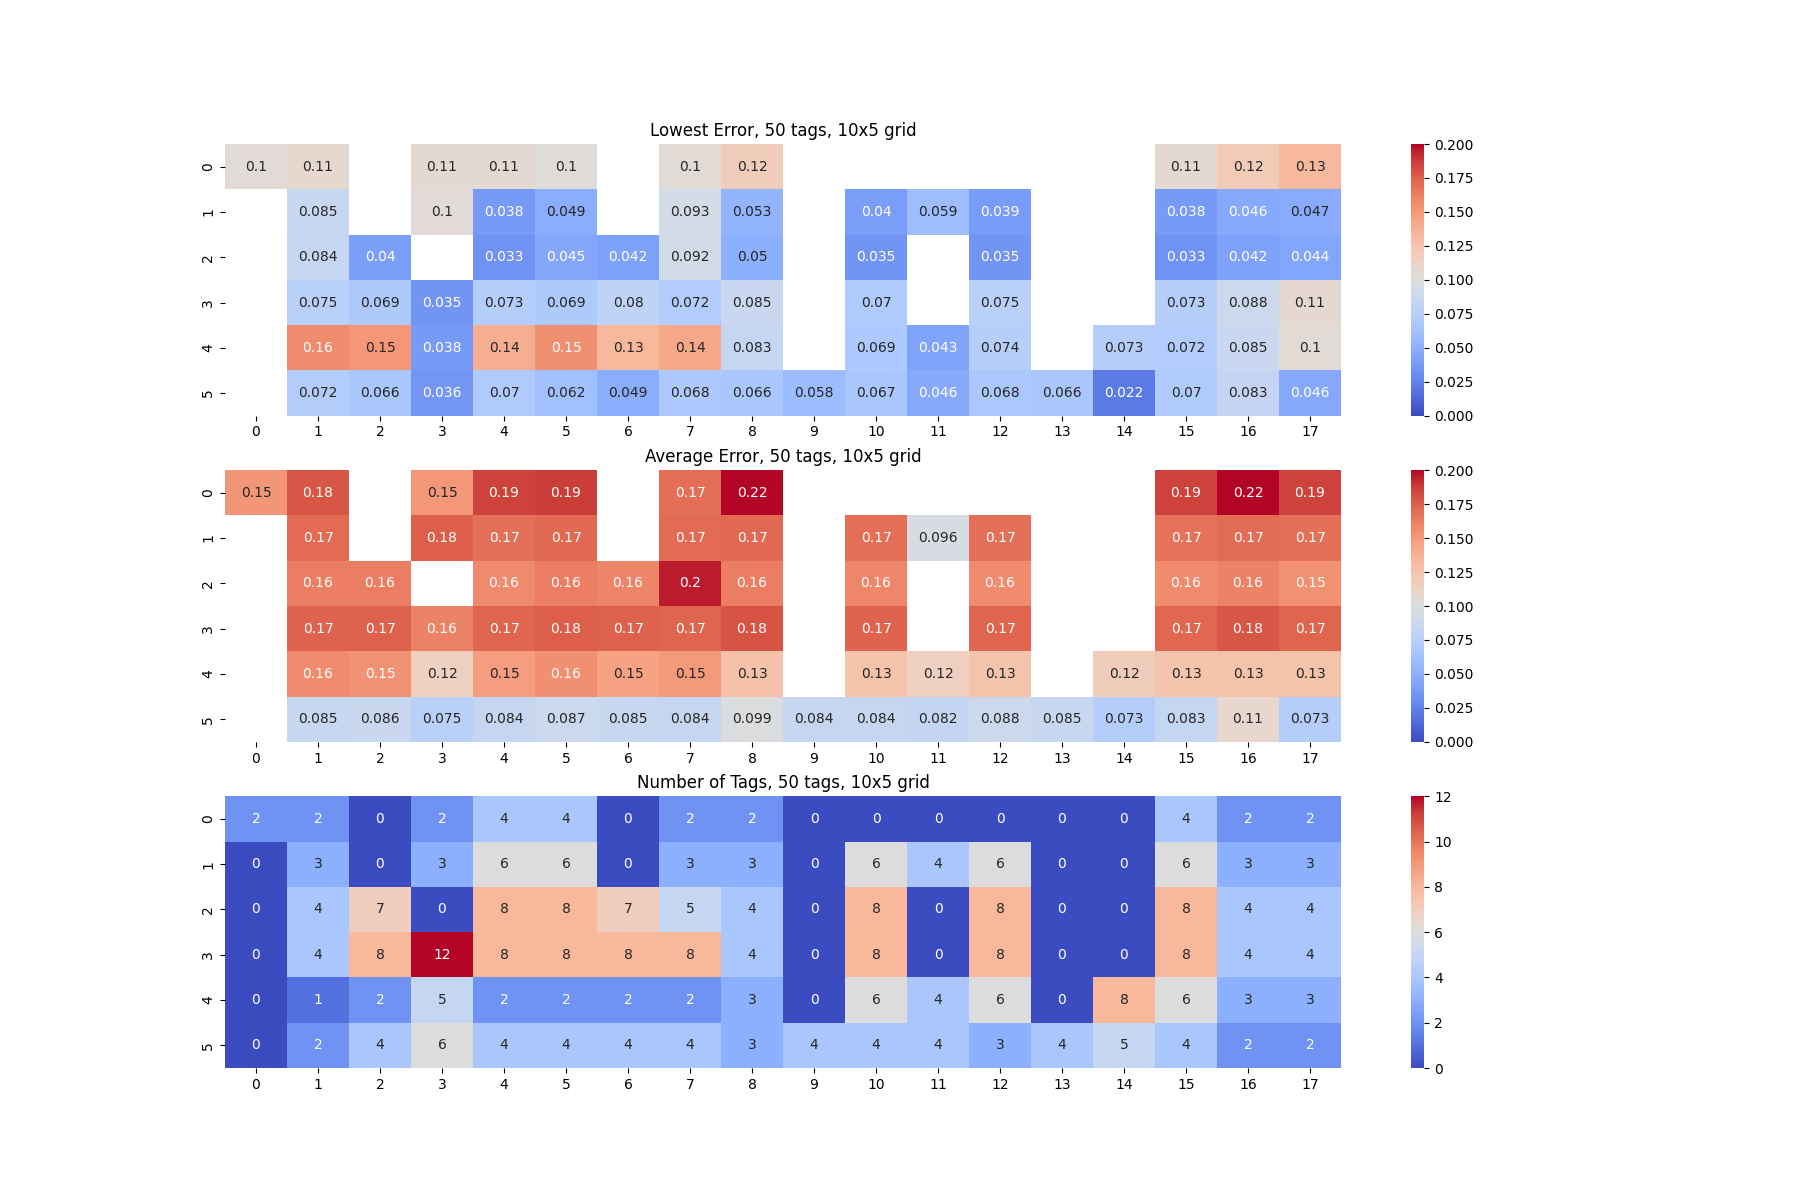 Lowest Error, 50 tags, 10x5 grid
0 0.1 0.11 0.11 0.11 0.1 0.1 0.12 0.11 0.12 0.13 0.200
0.175
1 0.085 0.1 0.038 0.049 0.093 0.053 0.04 0.059 0.039 0.038 0.046 0.047 0.150
2 0.084 0.04 0.033 0.045 0.042 0.092 0.05 0.035 0.035 0.033 0.042 0.044 0.125
0.100
3 0.075 0.069 0.035 0.073 0.069 0.08 0.072 0.085 0.07 0.075 0.073 0.088 0.11 0.075
4 0.16 0.15 0.038 0.14 0.15 0.13 0.14 0.083 0.069 0.043 0.074 0.073 0.072 0.085 0.1 0.050
5 0.072 0.066 0.036 0.07 0.062 0.049 0.068 0.066 0.058 0.067 0.046 0.068 0.066 0.022 0.07 0.083 0.046 0.025
0.000
0 1 2 3 4 5 6 7 8 9 10 11 12 13 14 15 16 17
Average Error, 50 tags, 10x5 grid
0 0.15 0.18 0.15 0.19 0.19 0.17 0.22 0.19 0.22 0.19 0.200
0.175
1 0.17 0.18 0.17 0.17 0.17 0.17 0.17 0.096 0.17 0.17 0.17 0.17 0.150
2 0.16 0.16 0.16 0.16 0.16 0.2 0.16 0.16 0.16 0.16 0.16 0.15 0.125
0.100
3 0.17 0.17 0.16 0.17 0.18 0.17 0.17 0.18 0.17 0.17 0.17 0.18 0.17 0.075
4 0.16 0.15 0.12 0.15 0.16 0.15 0.15 0.13 0.13 0.12 0.13 0.12 0.13 0.13 0.13 0.050
5 0.085 0.086 0.075 0.084 0.087 0.085 0.084 0.099 0.084 0.084 0.082 0.088 0.085 0.073 0.083 0.11 0.073 0.025
0.000
0 1 2 3 4 5 6 7 8 9 10 11 12 13 14 15 16 17
Number of Tags, 50 tags, 10x5 grid
0 2 2 0 2 4 4 0 2 2 0 0 0 0 0 0 4 2 2 12
1 0 3 0 3 6 6 0 3 3 0 6 4 6 0 0 6 3 3 10
2 0 4 7 0 8 8 7 5 4 0 8 0 8 0 0 8 4 4 8
3 0 4 8 12 8 8 8 8 4 0 8 0 8 0 0 8 4 4 6
4 0 1 2 5 2 2 2 2 3 0 6 4 6 0 8 6 3 3 4
5 0 2 4 6 4 4 4 4 3 4 4 4 3 4 5 4 2 2 2
0
0 1 2 3 4 5 6 7 8 9 10 11 12 13 14 15 16 17